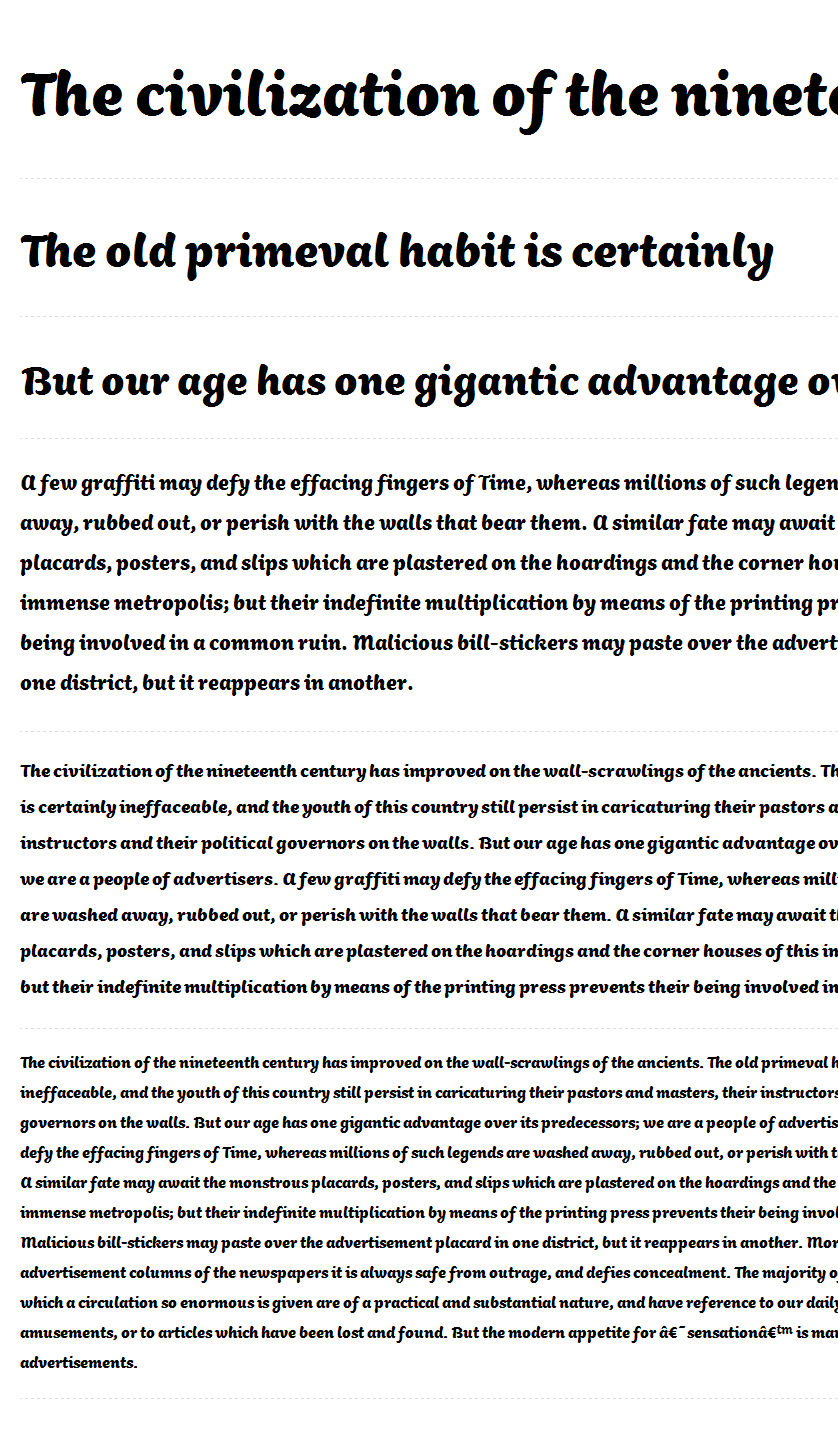 The civilization of the
The old primeval habit is certainly
But our age has one gigantic advantage
A few graffiti may defy the effacing fingers of Time, whereas millions of such
away, rubbed out, or perish with the walls that bear them. A similar fate may await
placards, posters, and slips which are plastered on the hoardings and the corner
immense metropolis; but their indefinite multiplication by means of the printing
being involved in a common ruin. Malicious bill-stickers may paste over the
one district, but it reappears in another.
The civilization of the nineteenth century has improved on the wall-scrawlings of the ancients.
is certainly ineffaceable, and the youth of this country still persist in caricaturing their pastors
instructors and their political governors on the walls. But our age has one gigantic advantage
we are a people of advertisers. A few graffiti may defy the effacing fingers of Time, whereas
are washed away, rubbed out, or perish with the walls that bear them. A similar fate may await
placards, posters, and slips which are plastered on the hoardings and the corner houses of this
but their indefinite multiplication by means of the printing press prevents their being involved in
The civilization of the nineteenth century has improved on the wall-scrawlings of the ancients. The old primeval
ineffaceable, and the youth of this country still persist in caricaturing their pastors and masters, their instructors
governors on the walls. But our age has one gigantic advantage over its predecessors; we are a people of
defy the effacing fingers of Time, whereas millions of such legends are washed away, rubbed out, or perish with
A similar fate may await the monstrous placards, posters, and slips which are plastered on the hoardings and the
immense metropolis; but their indefinite multiplication by means of the printing press prevents their being
Malicious bill-stickers may paste over the advertisement placard in one district, but it reappears in another.
advertisement columns of the newspapers it is always safe from outrage, and defies concealment. The majority
which a circulation so enormous is given are of a practical and substantial nature, and have reference to our
amusements, or to articles which have been lost and found. But the modern appetite for â€˜sensationâ€™ is
advertisements.